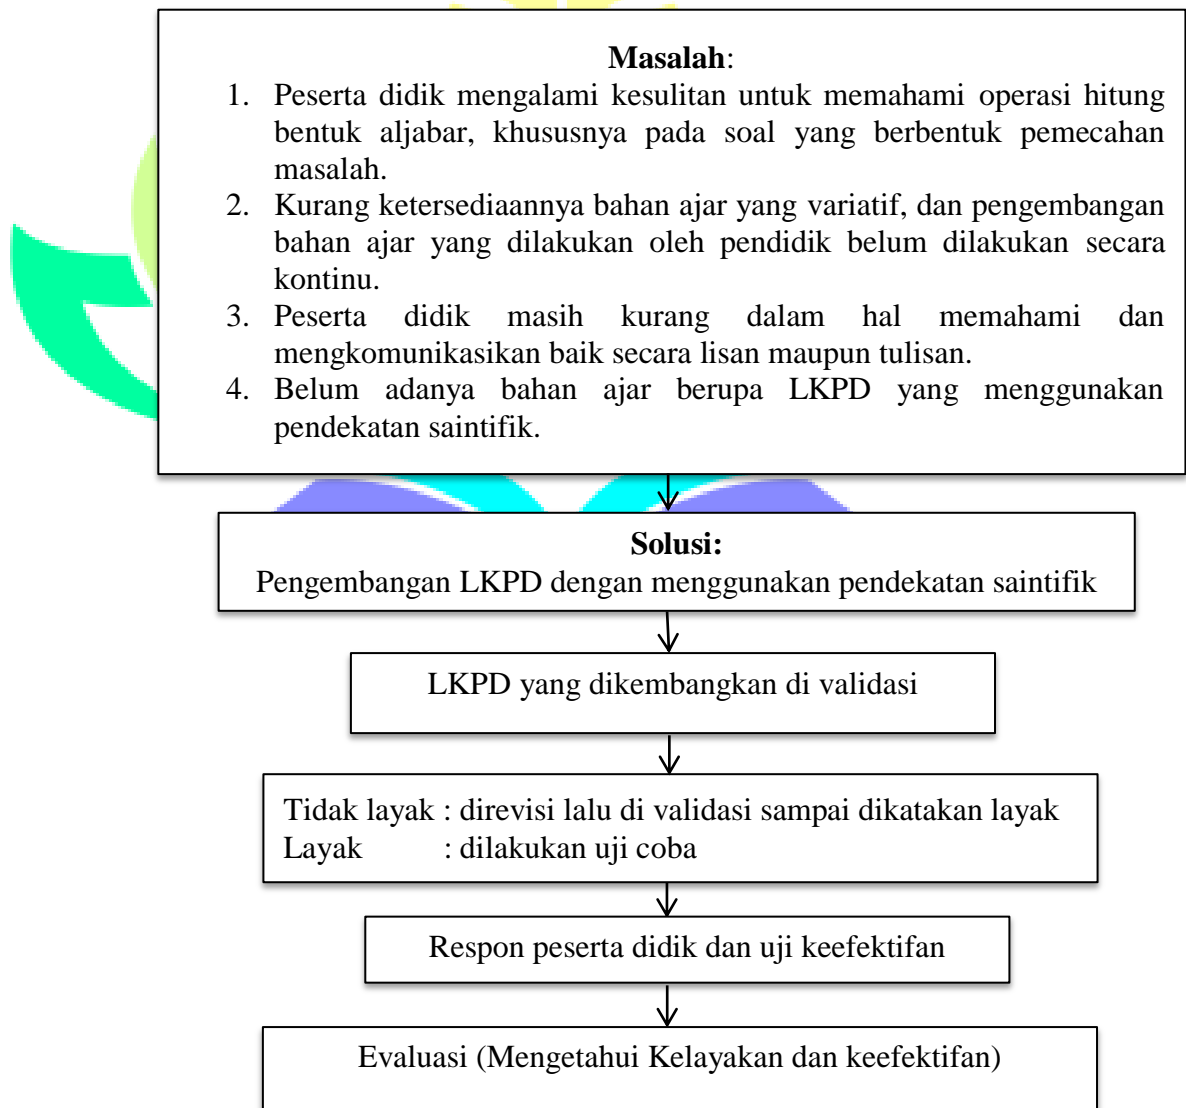 Masalah:
1. Peserta didik mengalami kesulitan untuk memahami operasi hitung
bentuk aljabar, khususnya pada soal yang berbentuk pemecahan
masalah.
2. Kurang ketersediaannya bahan ajar yang variatif, dan pengembangan
bahan ajar yang dilakukan oleh pendidik belum dilakukan secara
kontinu.
3. Peserta didik masih kurang dalam hal memahami dan
mengkomunikasikan baik secara lisan maupun tulisan.
4. Belum adanya bahan ajar berupa LKPD yang menggunakan
pendekatan saintifik.
Solusi:
Pengembangan LKPD dengan menggunakan pendekatan saintifik
LKPD yang dikembangkan di validasi
Tidak layak : direvisi lalu di validasi sampai dikatakan layak
Layak : dilakukan uji coba
Respon peserta didik dan uji keefektifan
Evaluasi (Mengetahui Kelayakan dan keefektifan)